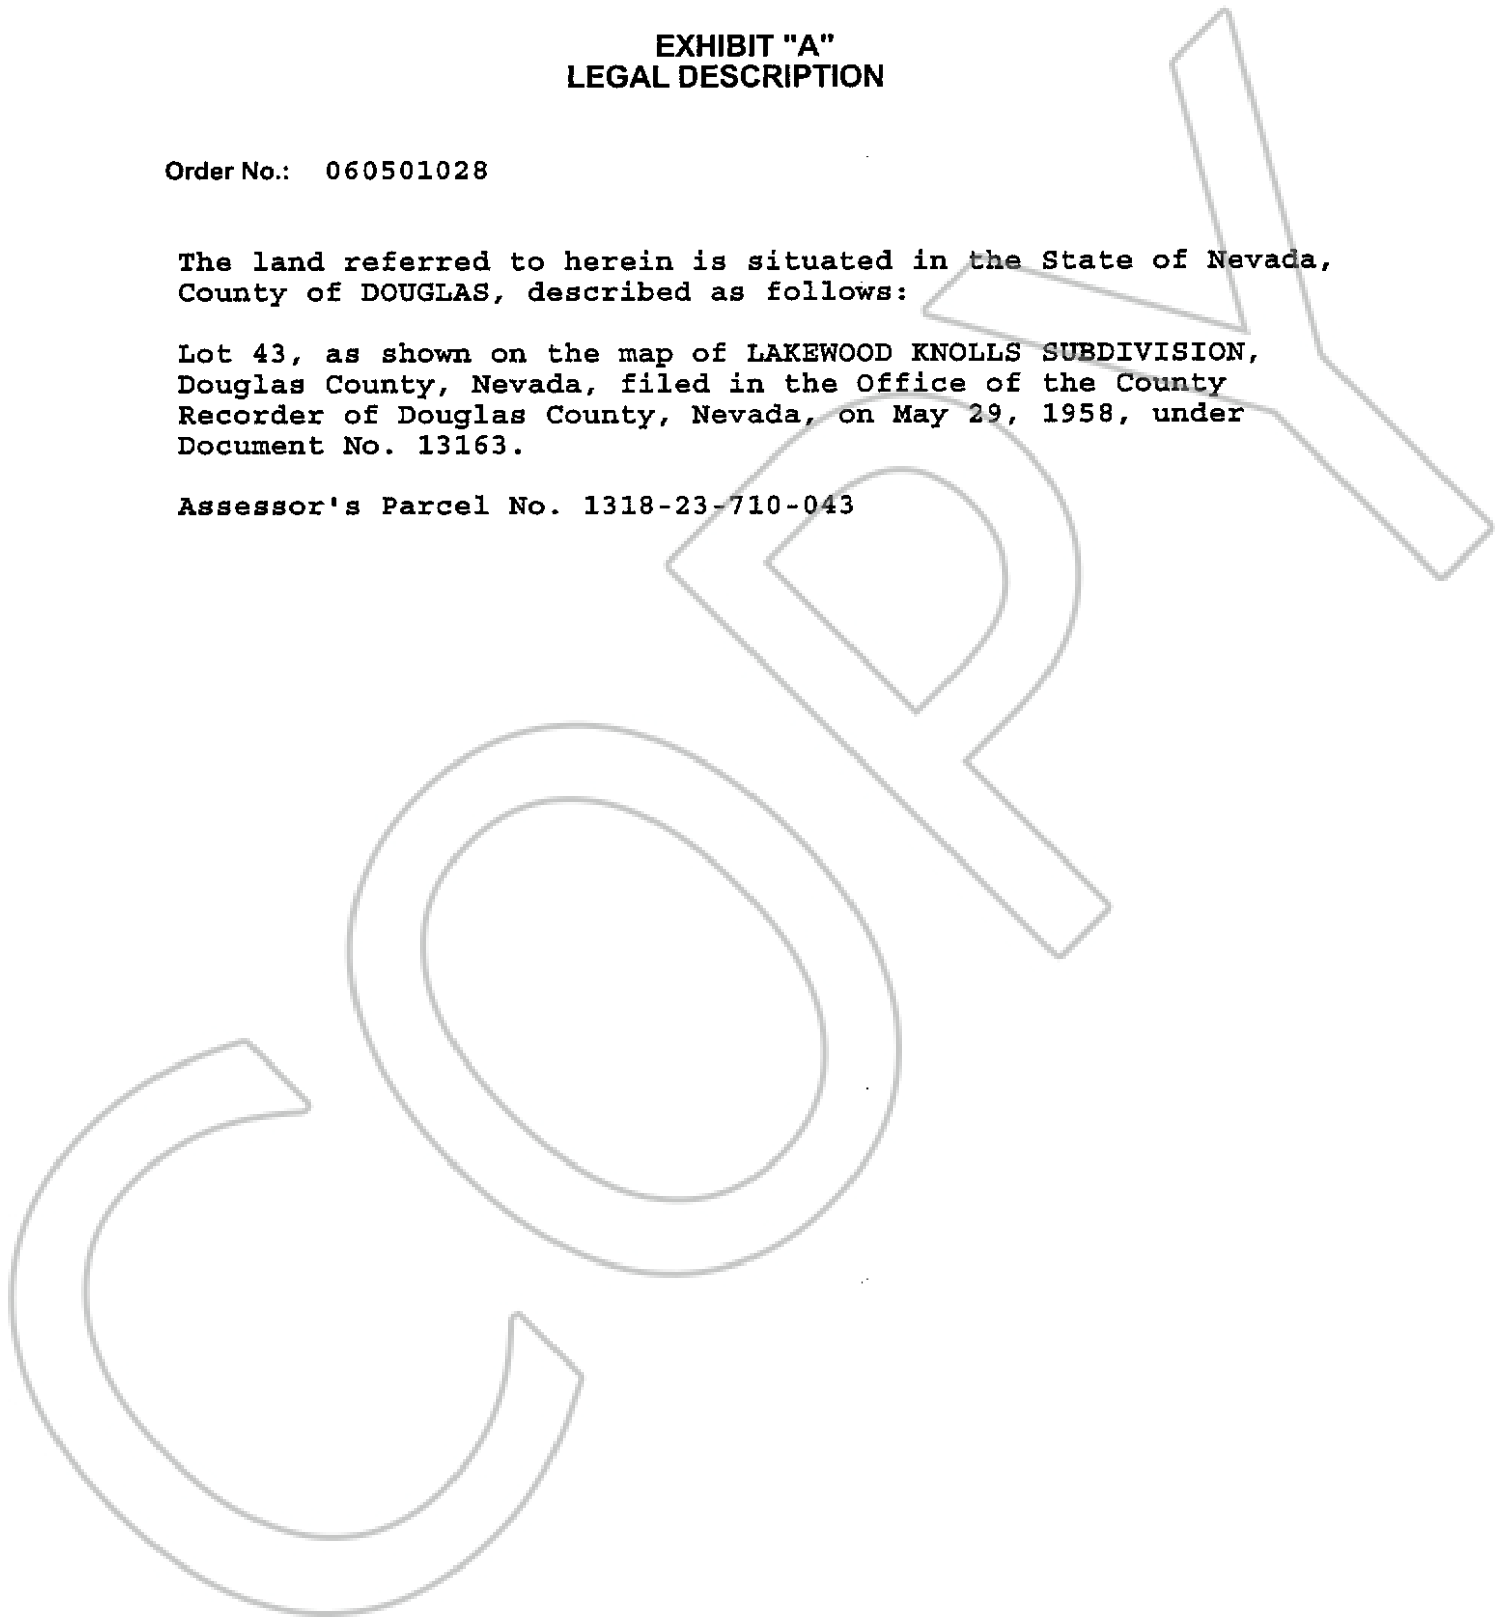 EXHIBIT "A"
LEGAL DESCRIPTION
Order No.: 060501028
The land referred to herein is situated in the State of Nevada,
County of DOUGLAS, described as follows:
Lot 43, as shown on the map of LAKEWOOD KNOLLS SUBDIVISION,
Douglas County, Nevada, filed in the Office of the County
Recorder of Douglas County, Nevada, on May 29, 1958, under
Document No. 13163.
Assessor's Parcel No. 1318-23-710-043
COPY